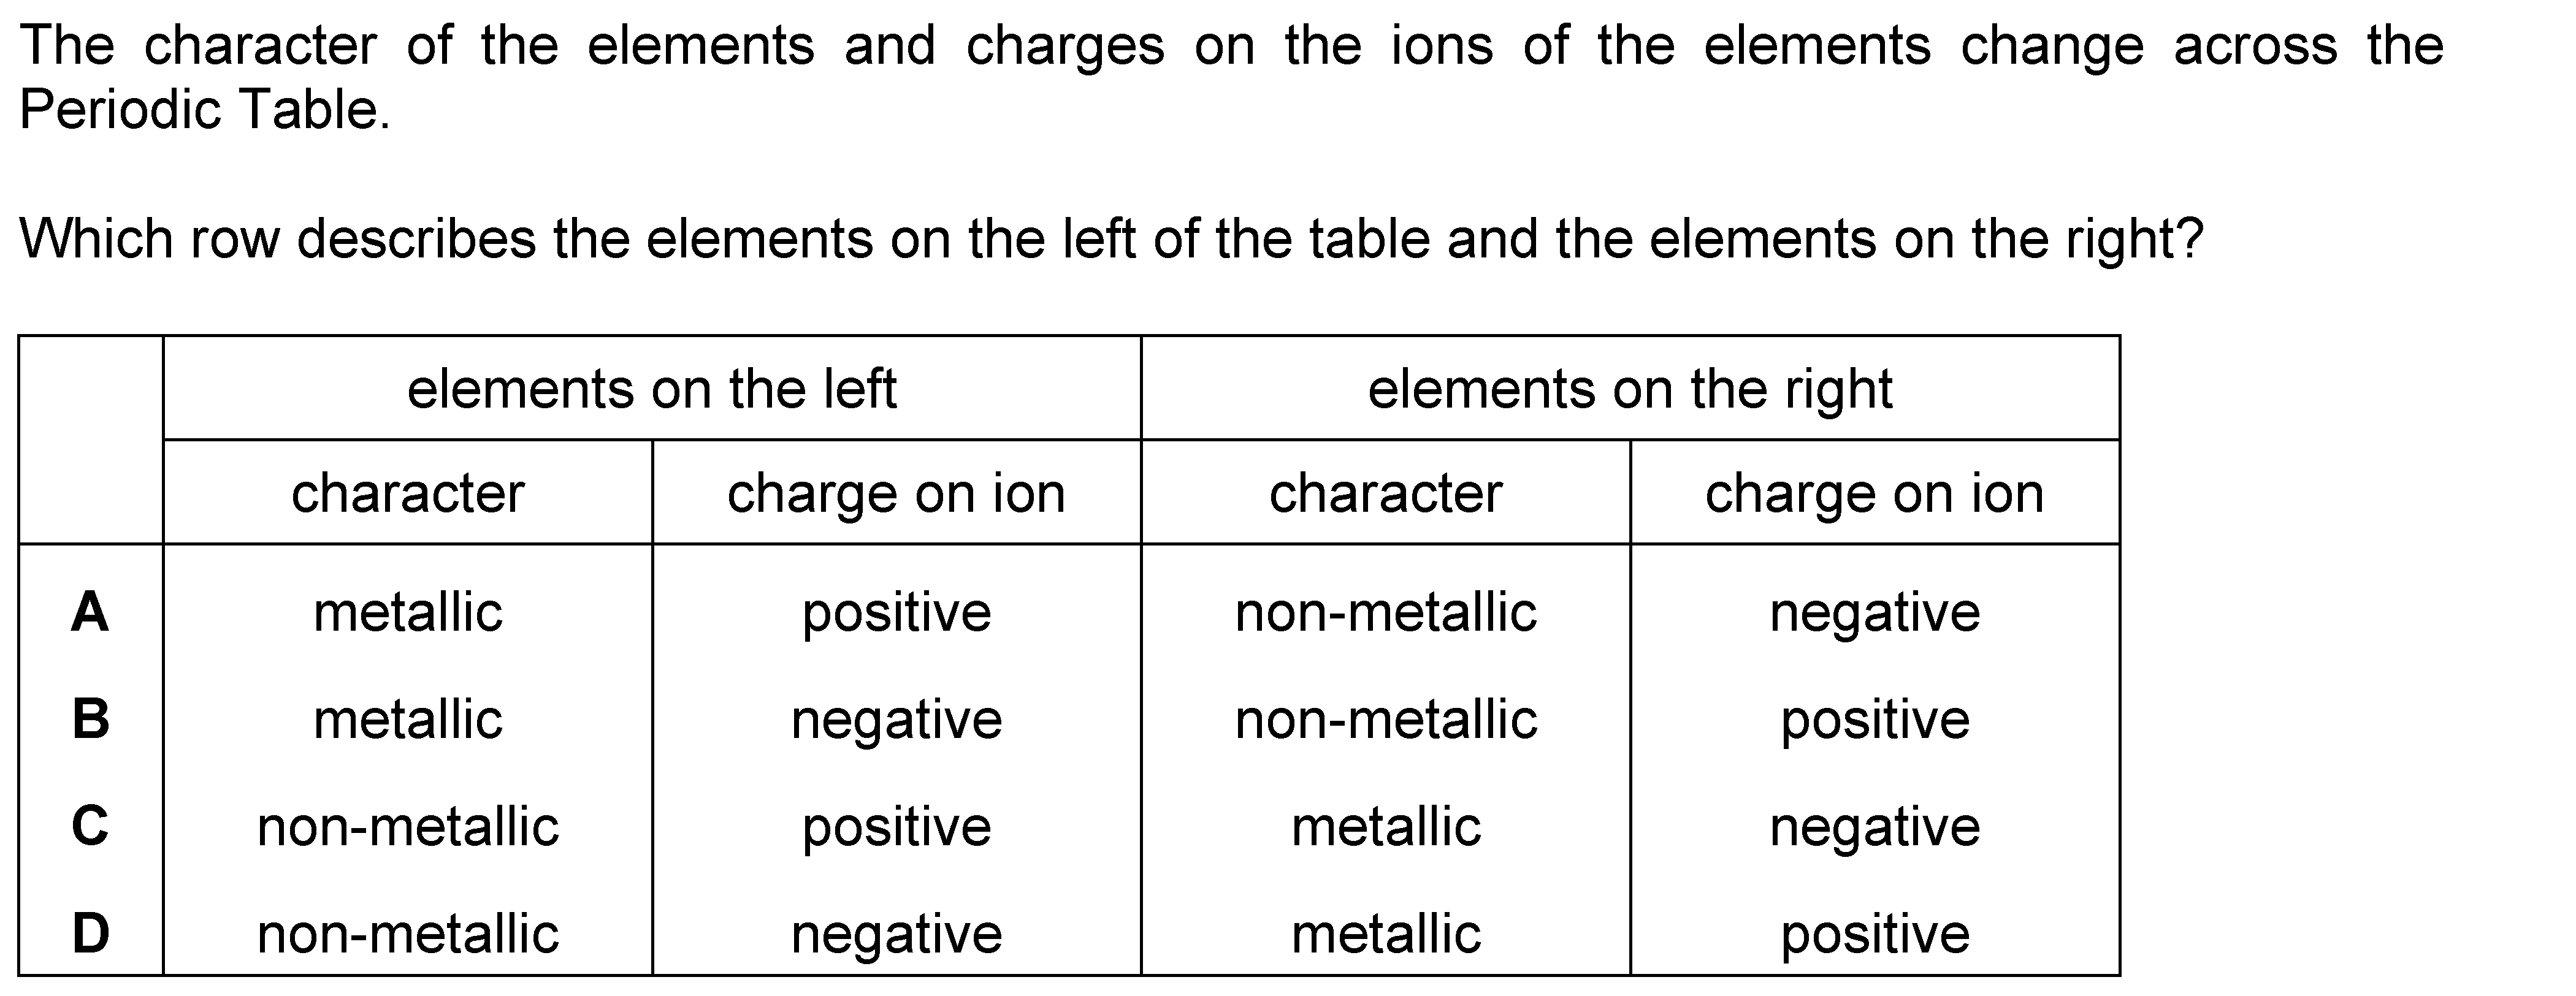 The character of the elements and charges on the ions of the elements change across the
Periodic Table.
Which row describes the elements on the left of the table and the elements on the right?
elements on the left elements on the right
character charge on ion character charge on ion
A metallic positive non-metallic negative
B metallic negative non-metallic positive
C non-metallic positive metallic negative
D non-metallic negative metallic positive